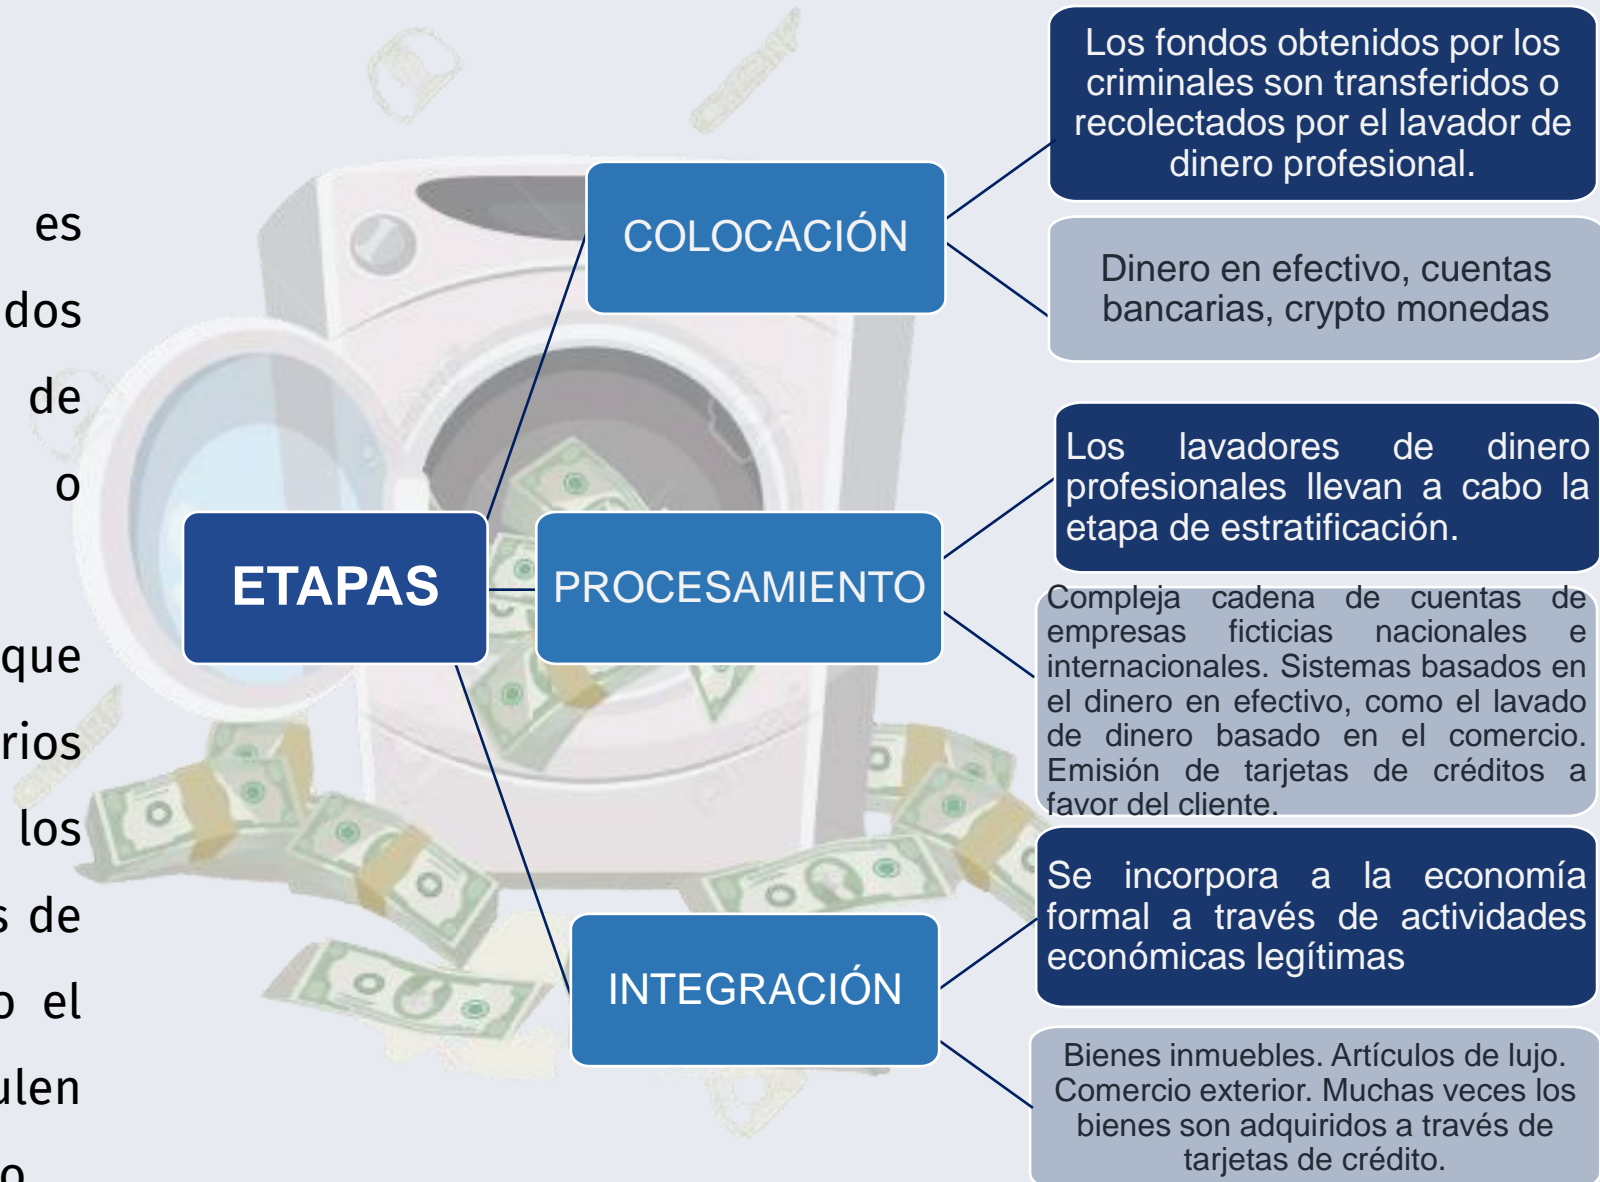 es
dos
de
o
que
rios
los
s de
o el
ulen
o
ETAPAS
COLOCACIÓN
Los fondos obtenidos por los
criminales son transferidos o
recolectados por el lavador de
dinero profesional.
Dinero en efectivo, cuentas
bancarias, crypto monedas
PROCESAMIENTO
Los lavadores de dinero
profesionales llevan a cabo la
etapa de estratificación.
Compleja cadena de cuentas de
empresas ficticias nacionales e
internacionales. Sistemas basados en
el dinero en efectivo, como el lavado
de dinero basado en el comercio.
Emisión de tarjetas de créditos a
favor del cliente.
INTEGRACIÓN
Se incorpora a la economía
formal a través de actividades
económicas legítimas
Bienes inmuebles. Artículos de lujo.
Comercio exterior. Muchas veces los
bienes son adquiridos a través de
tarjetas de crédito.